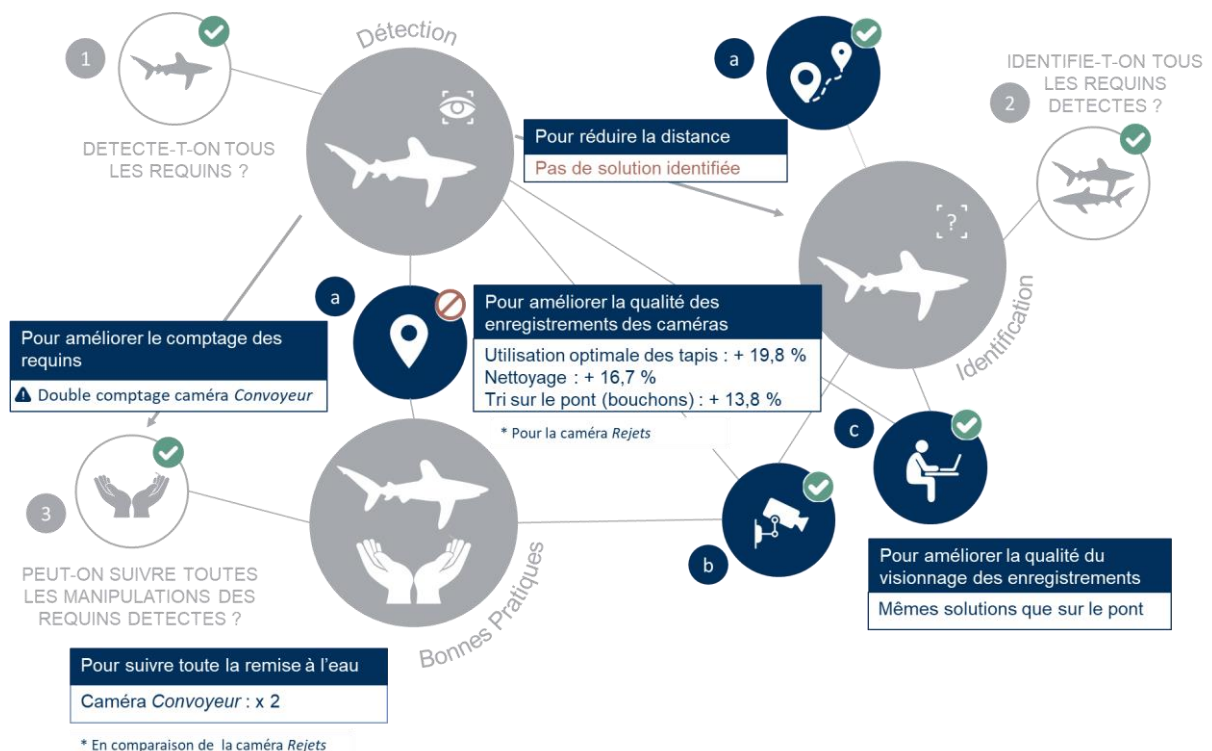 1
DETECTE-T-ON TOUS
LES REQUINS ?
Détection
a
IDENTIFIE-T-ON TOUS
LES REQUINS
DETECTES ?
2
Pour réduire la distance
Pas de solution identifiée
?
Identification
a
Pour améliorer la qualité des
enregistrements des caméras
Utilisation optimale des tapis : + 19,8 %
Nettoyage : + 16,7 %
Tri sur le pont (bouchons) : + 13,8 %
* Pour la caméra Rejets
Pour améliorer le comptage des
requins
Double comptage caméra Convoyeur
3
PEUT-ON SUIVRE TOUTES
LES MANIPULATIONS DES
REQUINS DETECTES ?
Bonnes Pratiques
b
c
Pour améliorer la qualité du
visionnage des enregistrements
Mêmes solutions que sur le pont
Pour suivre toute la remise à l'eau
Caméra Convoyeur : x 2
* En comparaison de la caméra Rejets